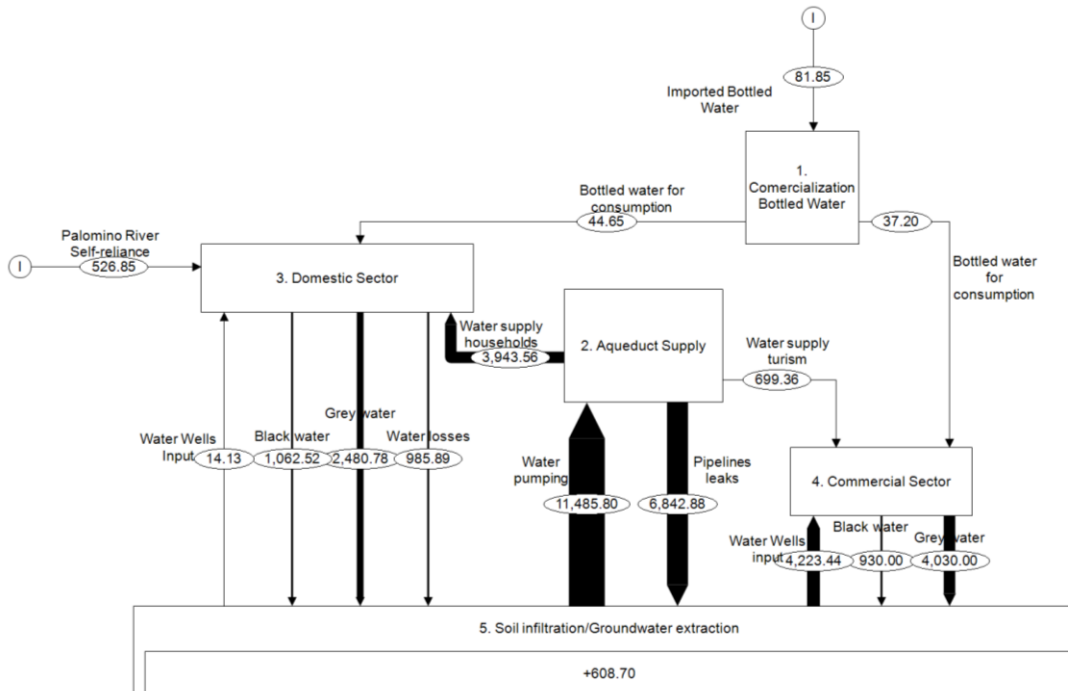 I
81.85
Imported Bottled
Water
1.
Comercialization
Bottled Water
Bottled water for
consumption
44.65
37.20
Palomino River
Self-reliance
I
526.85
3. Domestic Sector
Bottled water
for
consumption
Water supply
households
3,943.56
2. Aqueduct Supply
Water supply
turism
699.36
Water Wells
Input
14.13
Black water
1,062.52
Grey water
2,480.78
Water losses
985.89
Water
pumping
11,485.80
Pipelines
leaks
6,842.88
4. Commercial Sector
Water Wells
input
4,223.44
Black water
930.00
Grey water
4,030.00
5. Soil infiltration/Groundwater extraction
+608.70